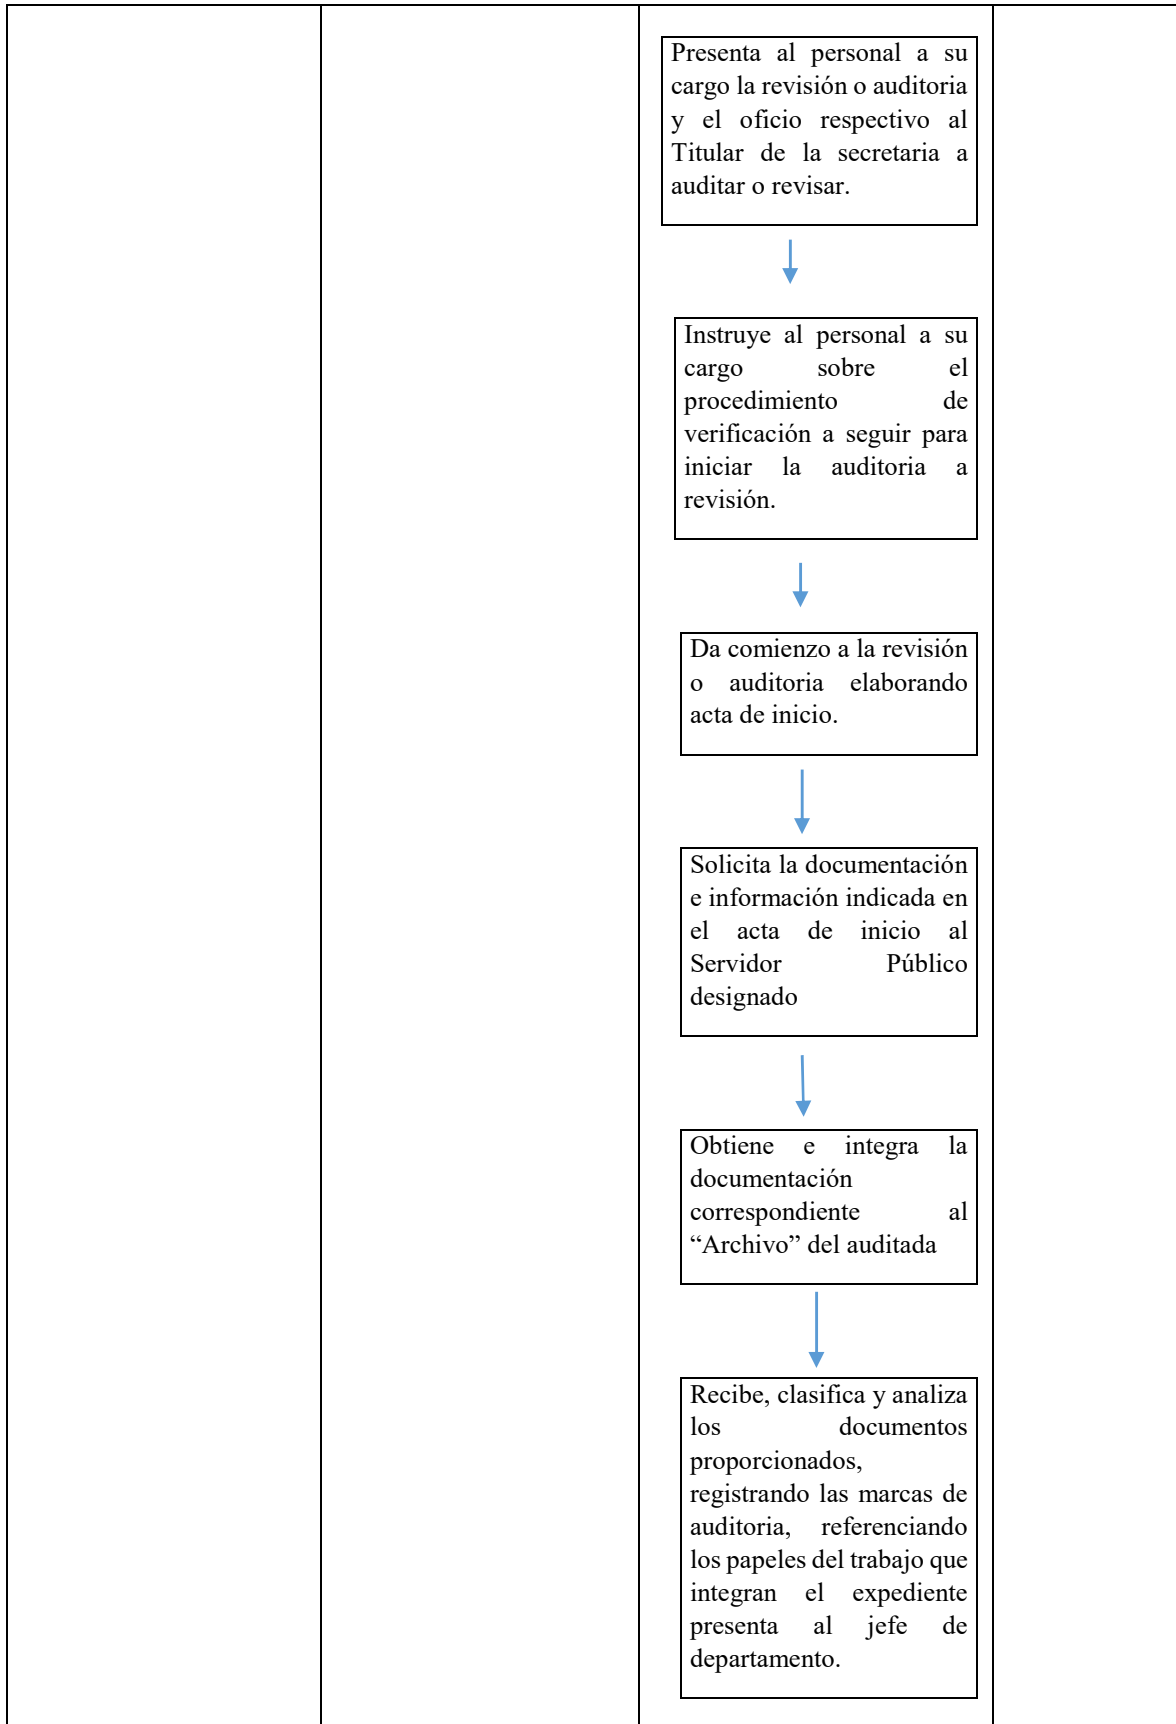 Presenta al personal a su
cargo la revisión o auditoria
y el oficio respectivo al
Titular de la secretaria a
auditar o revisar.
Instruye al personal a su
cargo sobre el
procedimiento de
verificación a seguir para
iniciar la auditoria a
revisión.
Da comienzo a la revisión
o auditoria elaborando
acta de inicio.
Solicita la documentación
e información indicada en
el acta de inicio al
Servidor Público
designado
Obtiene e integra la
documentación
correspondiente al
“Archivo” del auditada
Recibe, clasifica y analiza
los documentos
proporcionados,
registrando las marcas de
auditoria, referenciando
los papeles del trabajo que
integran el expediente
presenta al jefe de
departamento.